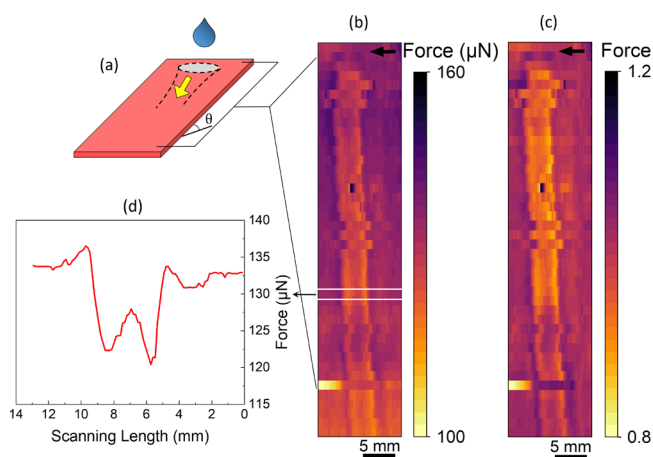 (a)
θ
(b)
Force (µN)
160
100
5 mm
(c)
Force
1.2
0.8
5 mm
(d)
140
135
130
125
120
115
Force (µN)
14 12 10 8 6 4 2 0
Scanning Length (mm)